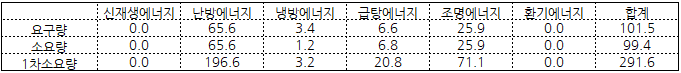 신재생에너지 난방에너지 냉방에너지 급탕에너지 조명에너지 환기에너지 합계
요구량 0.0 65.6 3.4 6.6 25.9 0.0 101.5
소요량 0.0 65.6 1.2 6.8 25.9 0.0 99.4
1차소요량 0.0 196.6 3.2 20.8 71.1 0.0 291.6